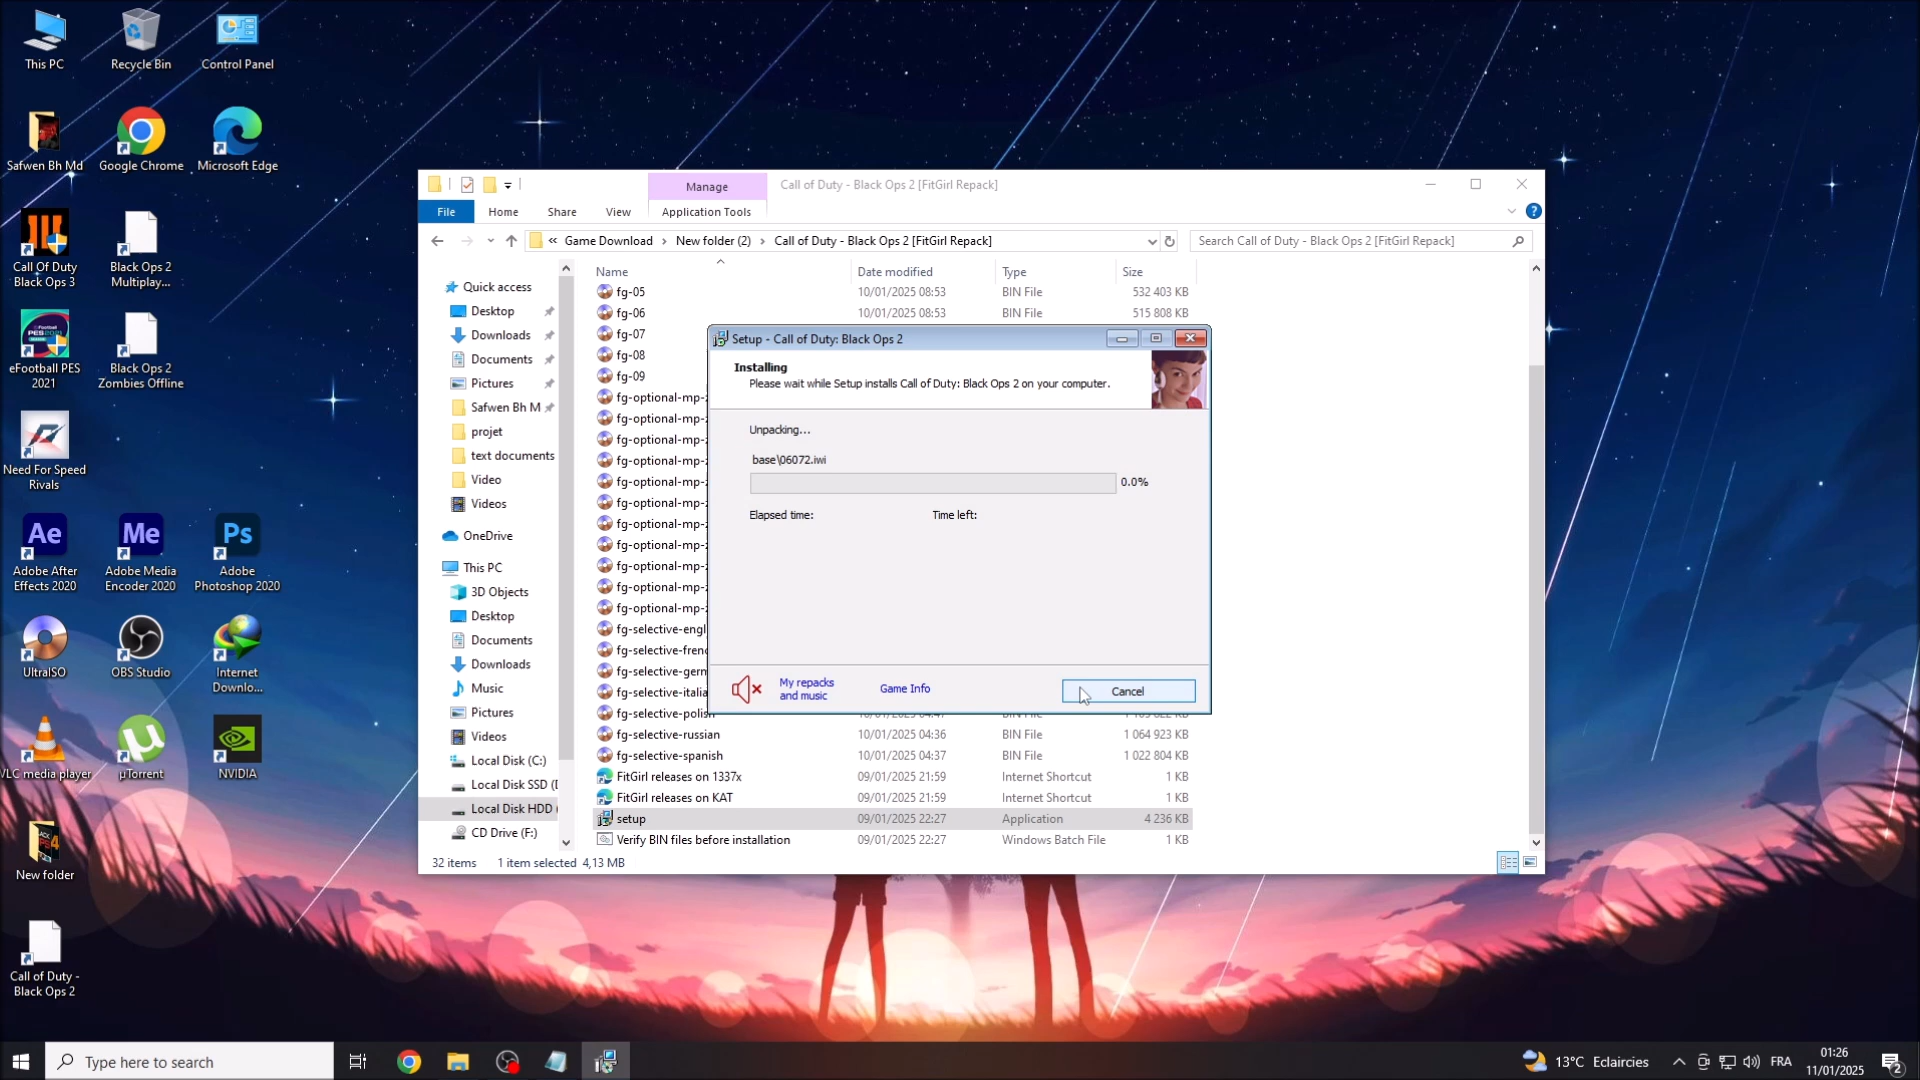 This PC
Recycle Bin
Control Panel
Safwen Bh Md
Google Chrome
Microsoft Edge
Call Of Duty
Black Ops 3
Black Ops 2
Multiplay...
eFootball PES
2021
Black Ops 2
Zombies Offline
Need For Speed
Rivals
Ae
Adobe After
Effects 2020
Me
Adobe Media
Encoder 2020
Ps
Adobe
Photoshop 2020
UltraISO
OBS Studio
Internet
Downlo...
VLC media player
µTorrent
NVIDIA
New folder
Call of Duty -
Black Ops 2
Manage
Call of Duty - Black Ops 2 [FitGirl Repack]
File
Home
Share
View
Application Tools
« Game Download › New folder (2) › Call of Duty - Black Ops 2 [FitGirl Repack]
Search Call of Duty - Black Ops 2 [FitGirl Repack]
Quick access
Desktop
Downloads
Documents
Pictures
Safwen Bh M
projet
text documents
Video
Videos
OneDrive
This PC
3D Objects
Desktop
Documents
Downloads
Music
Pictures
Videos
Local Disk (C:)
Local Disk SSD (
Local Disk HDD (
CD Drive (F:)
Name Date modified Type Size
fg-05 10/01/2025 08:53 BIN File 532 403 KB
fg-06 10/01/2025 08:53 BIN File 515 808 KB
fg-07
fg-08
fg-09
fg-optional-mp-
fg-optional-mp-
fg-optional-mp-
fg-optional-mp-
fg-optional-mp-
fg-optional-mp-
fg-optional-mp-
fg-optional-mp-
fg-optional-mp-
fg-optional-mp-
fg-optional-mp-
fg-selective-engl
fg-selective-fren
fg-selective-gern
fg-selective-italia
fg-selective-polish
fg-selective-russian 10/01/2025 04:36 BIN File 1 064 923 KB
fg-selective-spanish 10/01/2025 04:37 BIN File 1 022 804 KB
FitGirl releases on 1337x 09/01/2025 21:59 Internet Shortcut 1 KB
FitGirl releases on KAT 09/01/2025 21:59 Internet Shortcut 1 KB
setup 09/01/2025 22:27 Application 4 236 KB
Verify BIN files before installation 09/01/2025 22:27 Windows Batch File 1 KB
32 items 1 item selected 4,13 MB
Setup - Call of Duty: Black Ops 2
Installing
Please wait while Setup installs Call of Duty: Black Ops 2 on your computer.
Unpacking...
base\06072.iwi
0.0%
Elapsed time: Time left:
My repacks
and music
Game Info
Cancel
Type here to search
13°C Eclaircies
FRA
01:26
11/01/2025
2